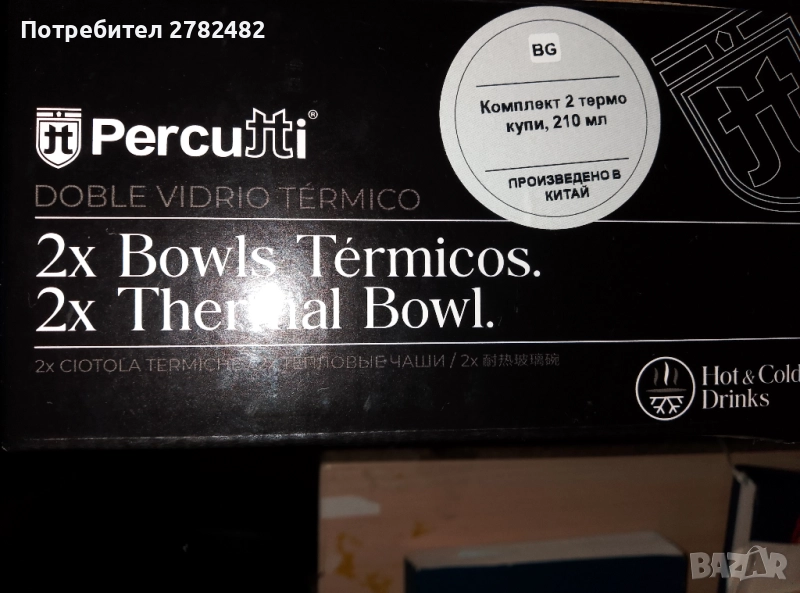 Потребител 2782482
BG
Комплект 2 термо
купи, 210 мл
ПРОИЗВЕДЕНО В
КИТАЙ
Percutti®
DOBLE VIDRIO TÉRMICO
2x Bowls Térmicos.
2x Thermal Bowl.
2x CIOTOLA TERMICHE ТЕПЛОВЫЕ ЧАШИ / 2x 耐热玻璃碗
Hot & Cold
Drinks
BAZAR